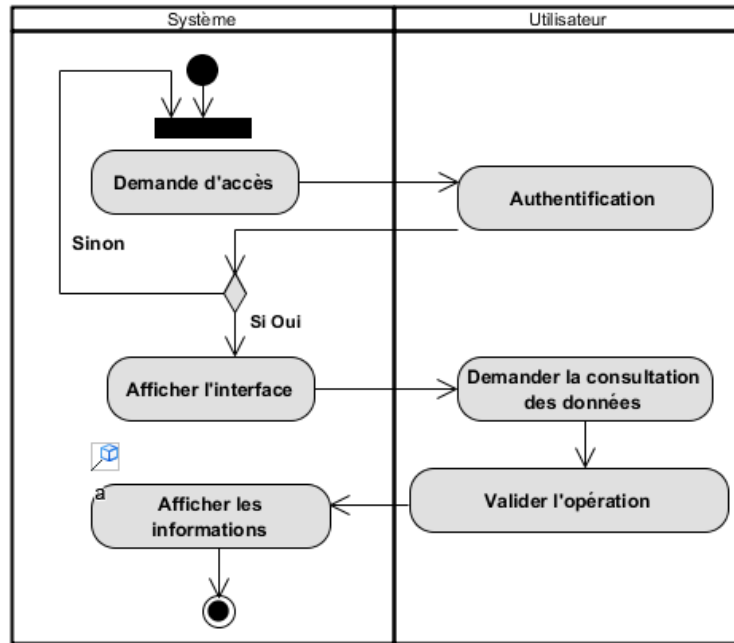 Système
Utilisateur
Demande d'accès
Authentification
Sinon
Si Oui
Afficher l'interface
Demander la consultation
des données
a
Afficher les
informations
Valider l'opération